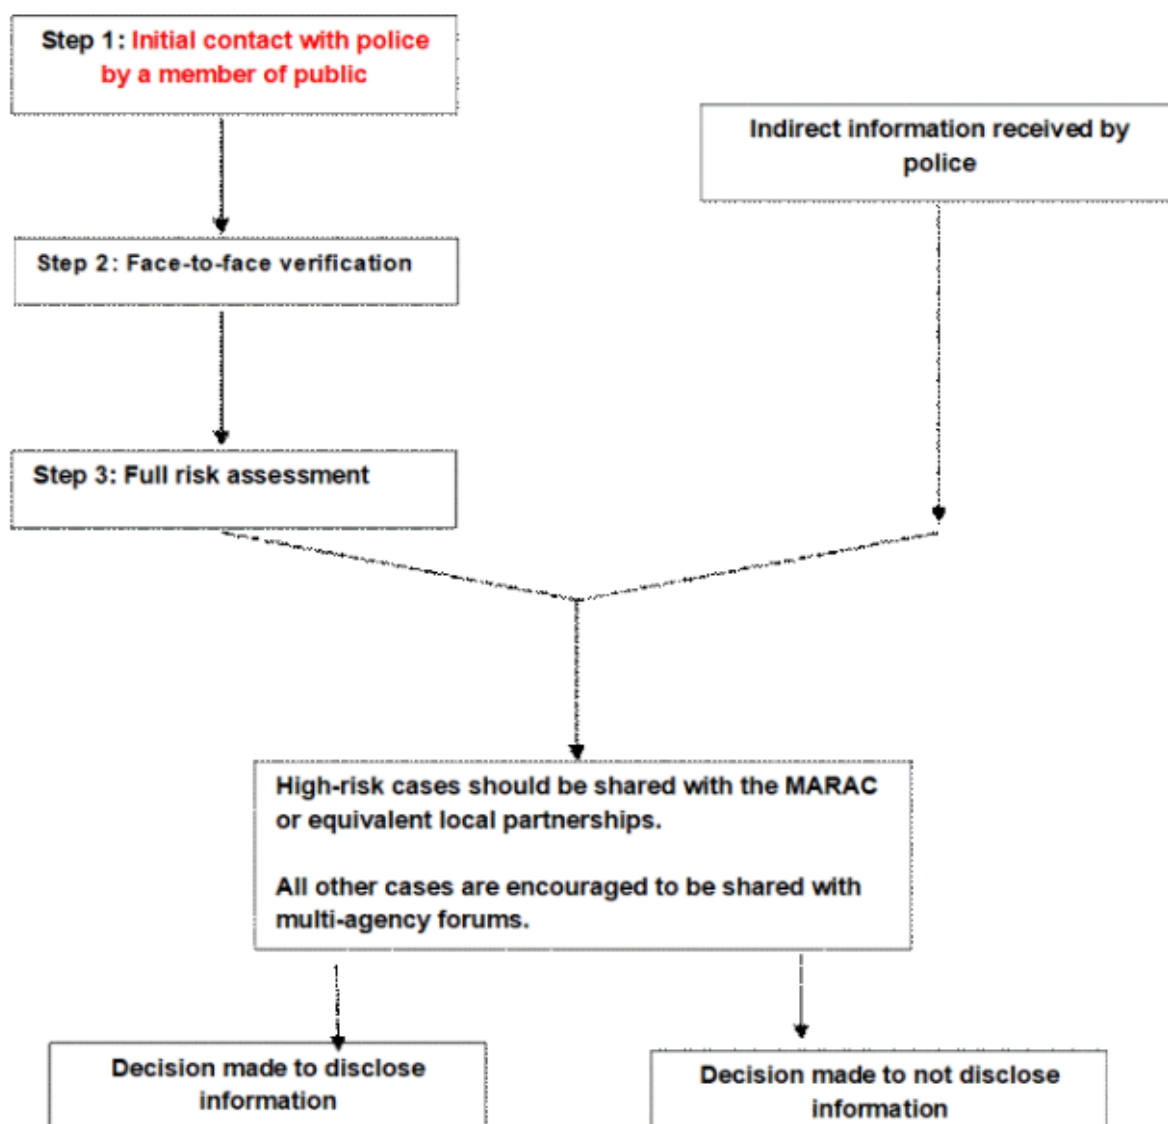 Step 1: Initial contact with police
by a member of public
Indirect information received by
police
Step 2: Face-to-face verification
Step 3: Full risk assessment
High-risk cases should be shared with the MARAC
or equivalent local partnerships.
All other cases are encouraged to be shared with
multi-agency forums.
Decision made to disclose
information
Decision made to not disclose
information